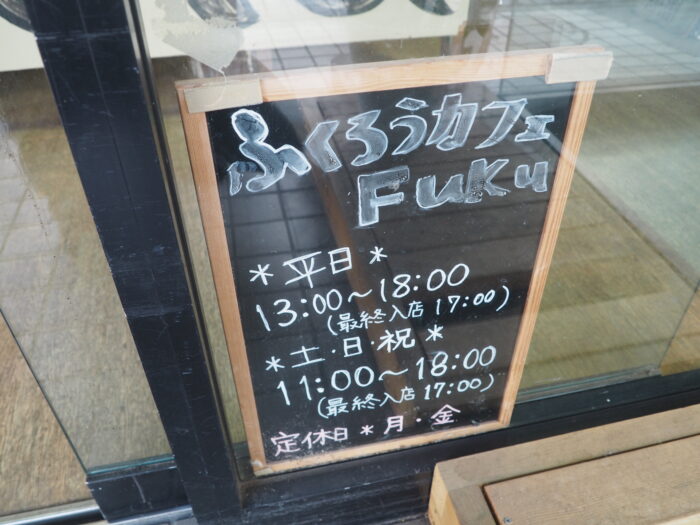 ふくろうカフェ
FUKU
*平日*
13:00～18:00
(最終入店 17:00)
*土・日・祝*
11:00～18:00
(最終入店 17:00)
定休日*月・金